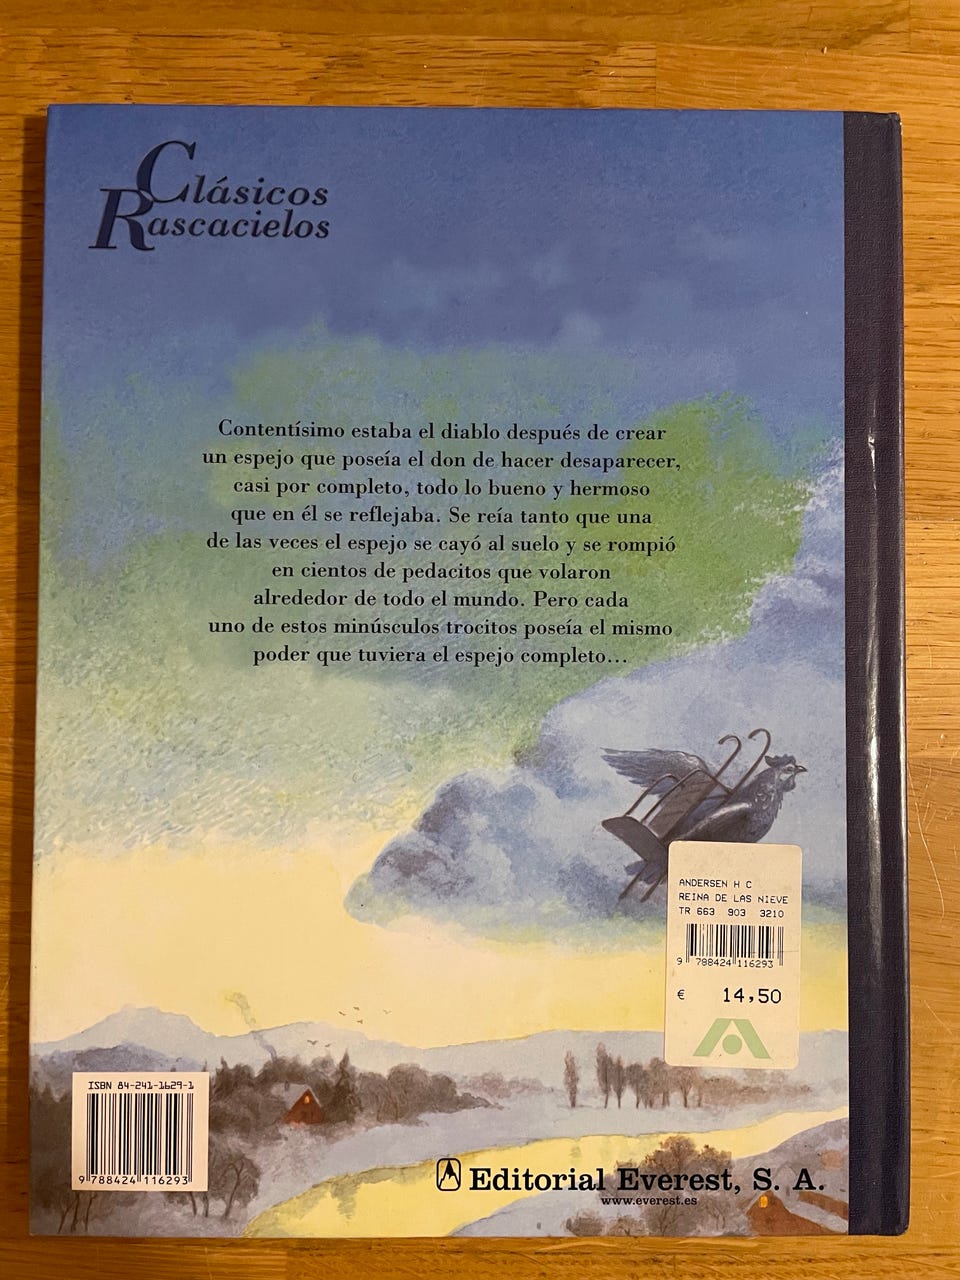 Clásicos
Rascacielos
Contentísimo estaba el diablo después de crear
un espejo que poseía el don de hacer desaparecer,
casi por completo, todo lo bueno y hermoso
que en él se reflejaba. Se reía tanto que una
de las veces el espejo se cayó al suelo y se rompió
en cientos de pedacitos que volaron
alrededor de todo el mundo. Pero cada
uno de estos minúsculos trocitos poseía el mismo
poder que tuviera el espejo completo...
ANDERSEN H C
REINA DE LAS NIEVE
TR 663 903 3210
9 788424 116293
€ 14,50
ISBN 84-241-1629-1
9 788424 116293
Editorial Everest, S. A.
www.everest.es